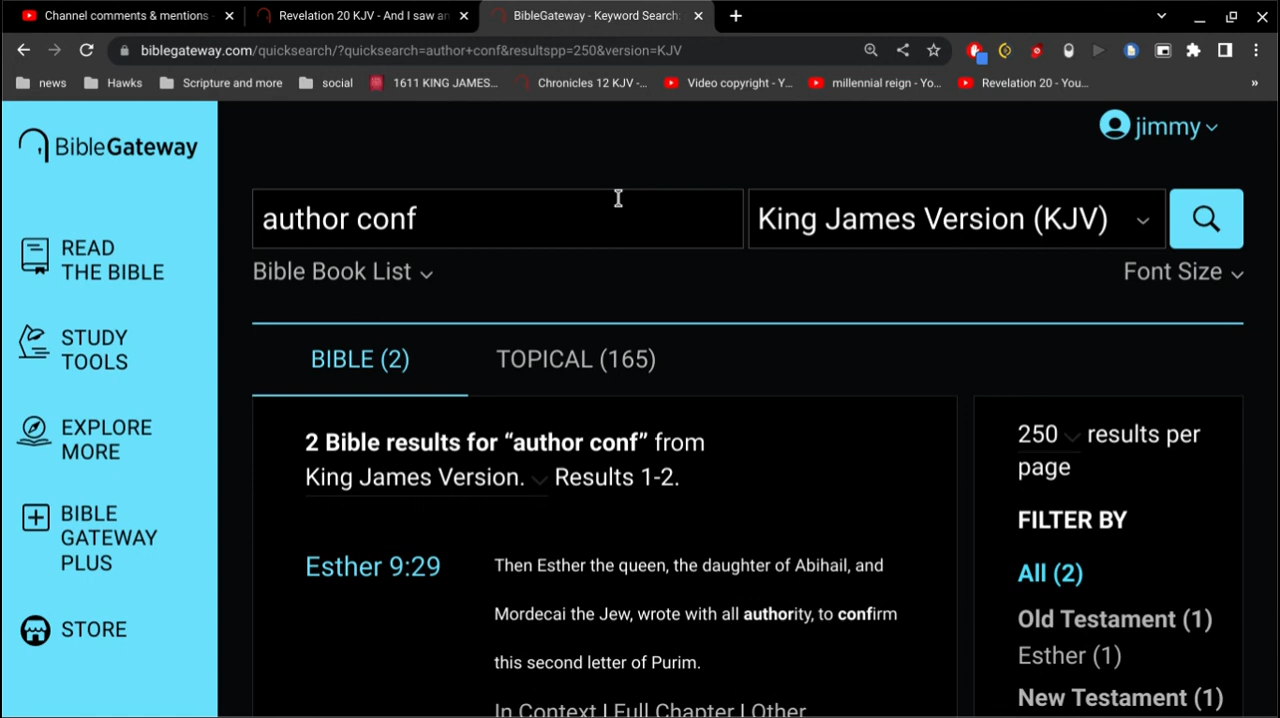 Channel comments & mentions -
Revelation 20 KJV - And I saw an
BibleGateway - Keyword Search:
biblegateway.com/quicksearch/?quicksearch=author+conf&resultspp=250&version=KJV
news
Hawks
Scripture and more
social
1611 KING JAMES...
Chronicles 12 KJV -...
Video copyright - Y...
millennial reign - Yo...
Revelation 20 - You...
»
BibleGateway
jimmy
author conf
King James Version (KJV)
READ
THE BIBLE
Bible Book List
Font Size
STUDY
TOOLS
BIBLE (2)
TOPICAL (165)
EXPLORE
MORE
2 Bible results for “author conf” from
King James Version. Results 1-2.
250 results per
page
BIBLE
GATEWAY
PLUS
FILTER BY
Esther 9:29
Then Esther the queen, the daughter of Abihail, and
Mordecai the Jew, wrote with all authority, to confirm
this second letter of Purim.
In Context | Full Chapter | Other
All (2)
Old Testament (1)
Esther (1)
New Testament (1)
STORE